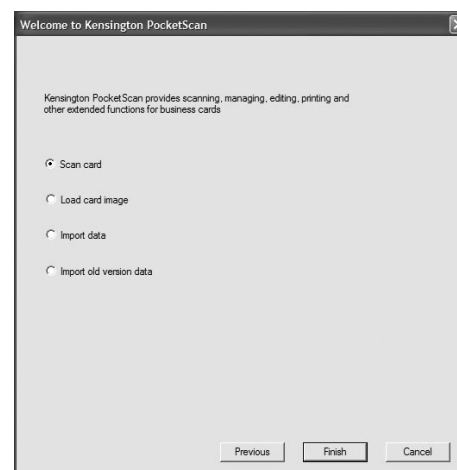 Welcome to Kensington PocketScan
Kensington PocketScan provides scanning, managing, editing, printing and
other extended functions for business cards
Scan card
Load card image
Import data
Import old version data
Previous Finish Cancel